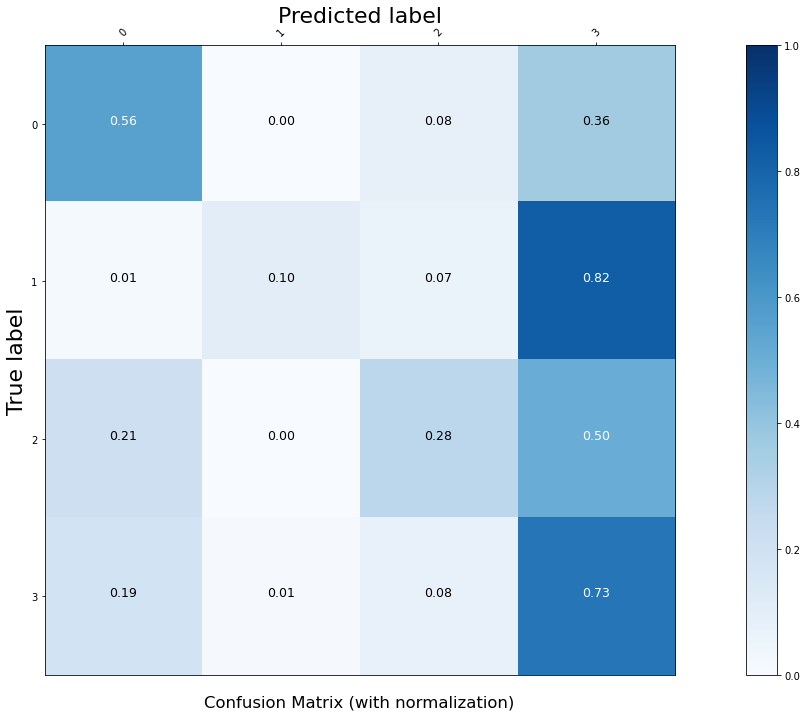 Predicted label
0 1 2 3
1.0
0 0.56 0.00 0.08 0.36
0.8
1 0.01 0.10 0.07 0.82
0.6
True label
0.4
2 0.21 0.00 0.28 0.50
0.2
3 0.19 0.01 0.08 0.73
0.0
Confusion Matrix (with normalization)